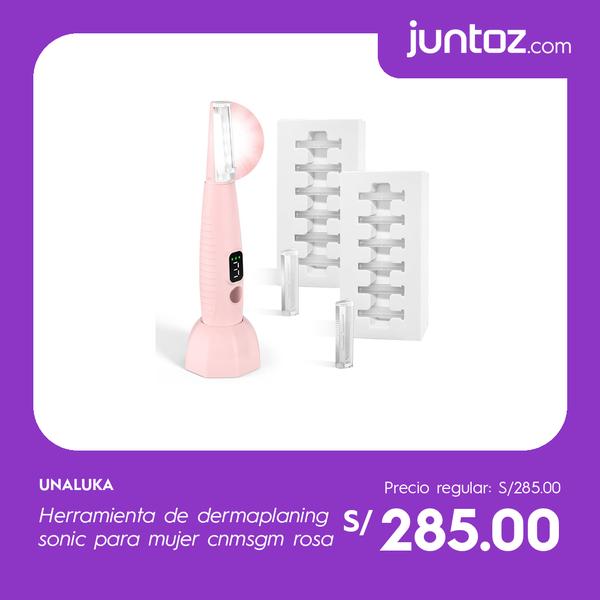 juntoz.com
UNALUKA
Herramienta de dermaplaning
sonic para mujer cnmsgm rosa
Precio regular: S/285.00
S/285.00